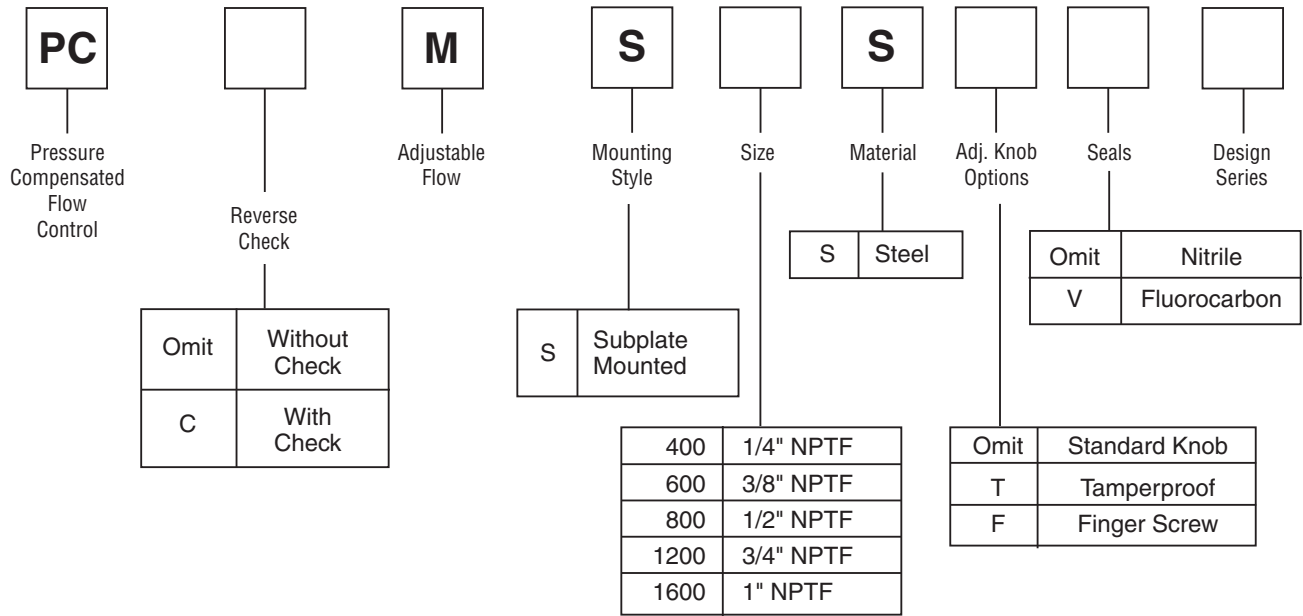 PC
M
S
S
Pressure
Compensated
Flow
Control
Reverse
Check
Adjustable
Flow
Mounting
Style
Size
Material
Adj. Knob
Options
Seals
Design
Series
Omit Without
Check
C With
Check
S Subplate
Mounted
400 1/4" NPTF
600 3/8" NPTF
800 1/2" NPTF
1200 3/4" NPTF
1600 1" NPTF
S Steel
Omit Standard Knob
T Tamperproof
F Finger Screw
Omit Nitrile
V Fluorocarbon